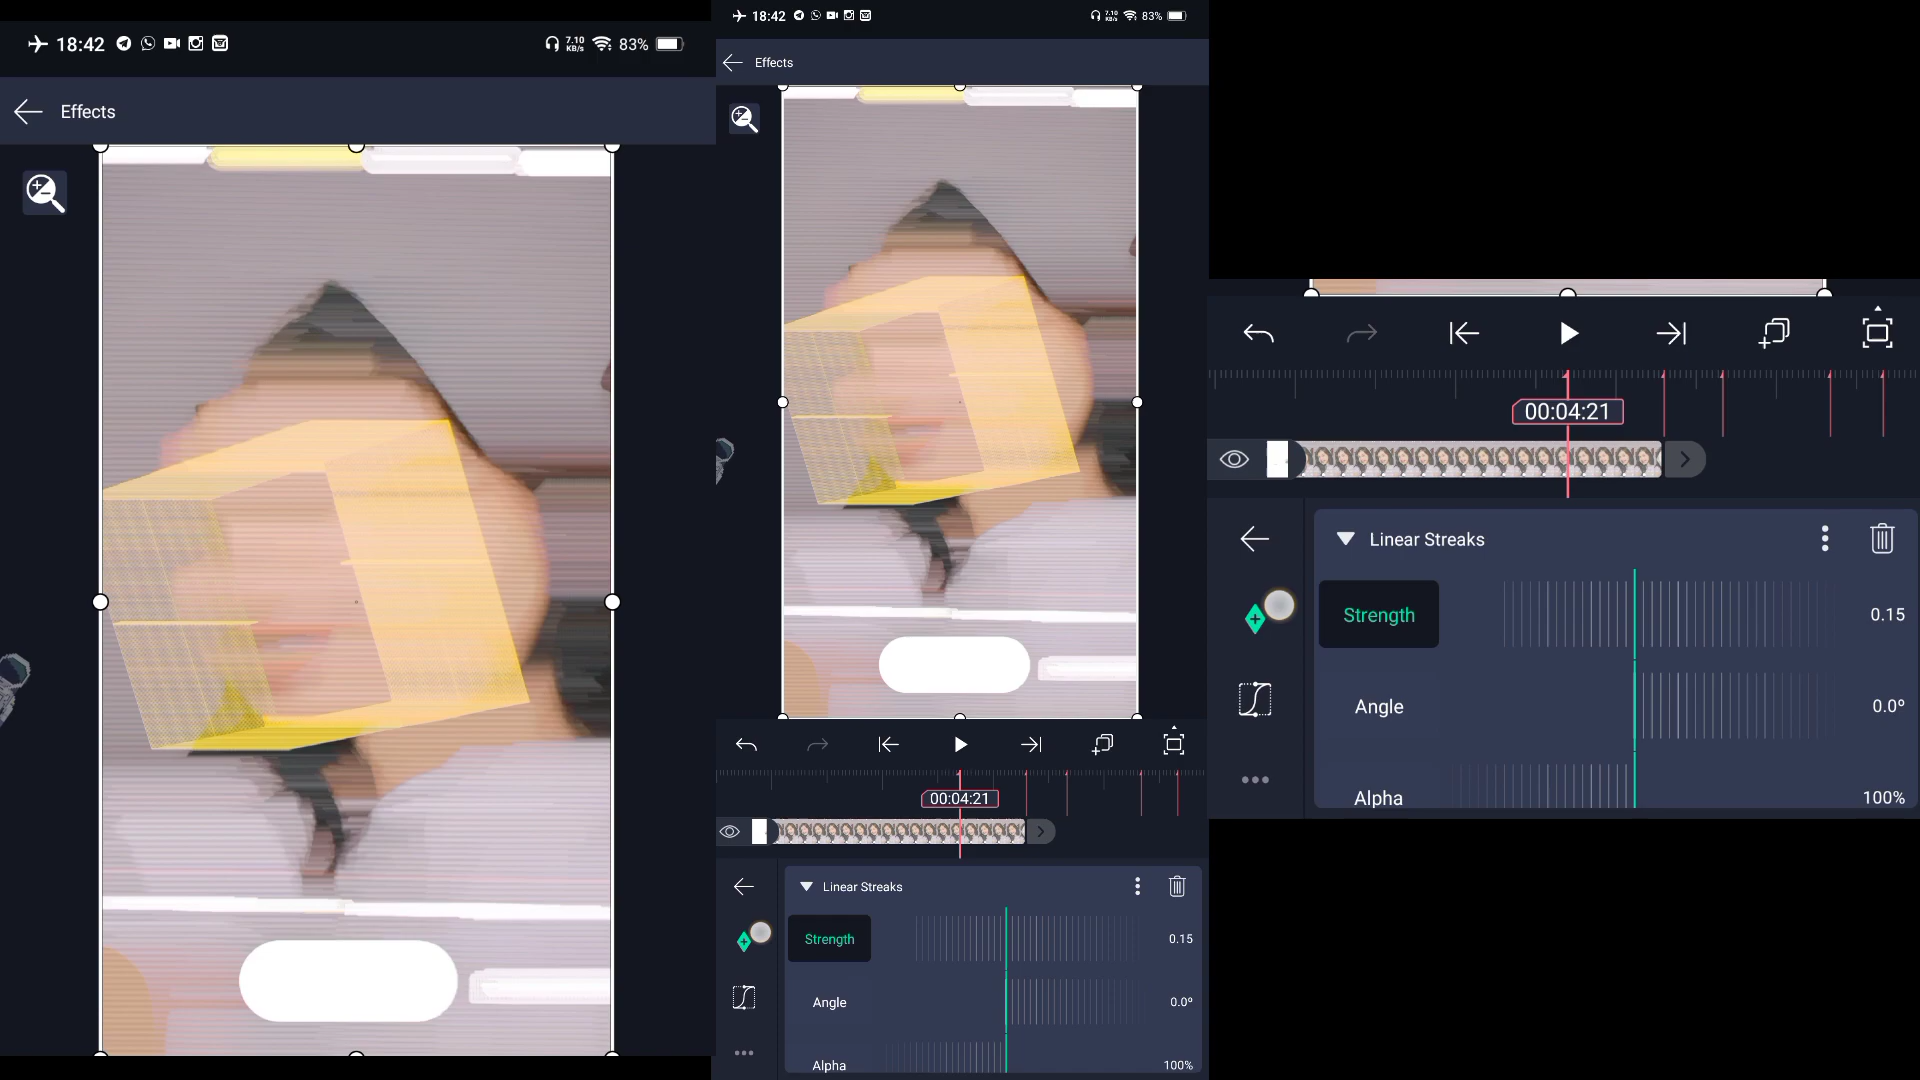 18:42
7.10
KB/s
83%
Effects
18:42
7.10
KB/s
83%
Effects
00:04:21
Linear Streaks
Strength
0.15
Angle
0.0º
Alpha
100%
00:04:21
Linear Streaks
Strength
0.15
Angle
0.0º
Alpha
100%